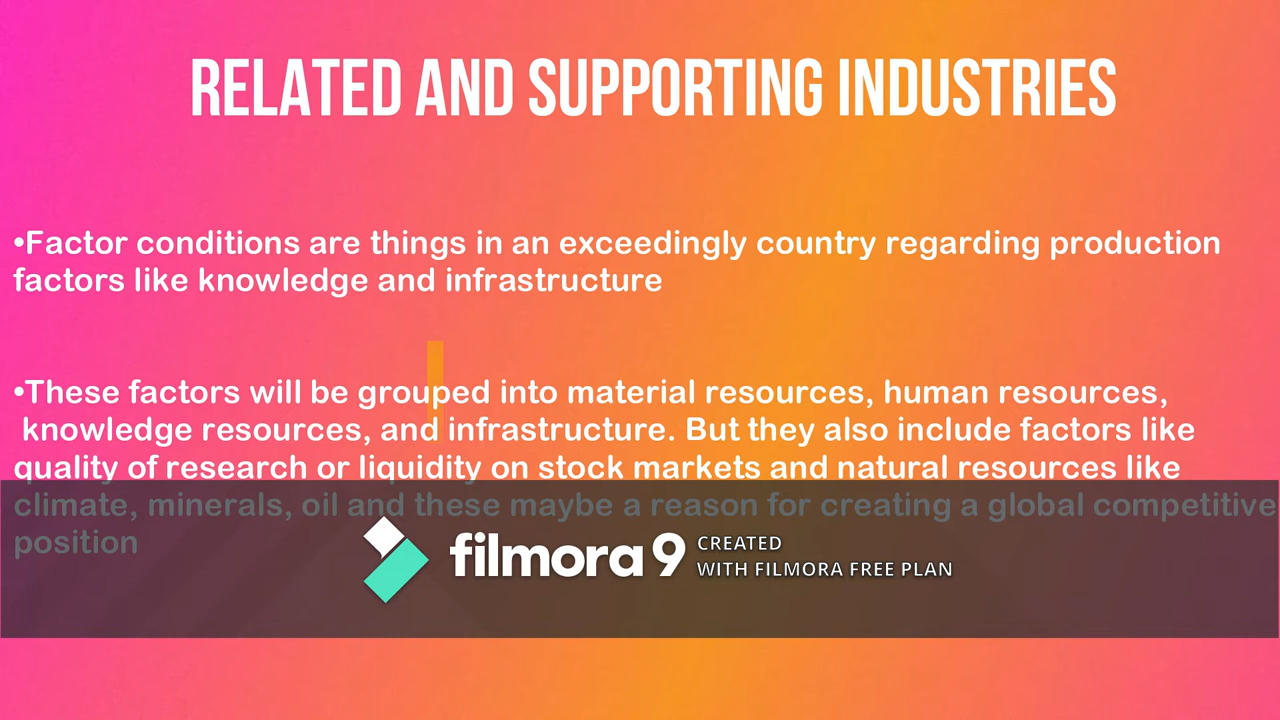 RELATED AND SUPPORTING INDUSTRIES
•Factor conditions are things in an exceedingly country regarding production
factors like knowledge and infrastructure
•These factors will be grouped into material resources, human resources,
knowledge resources, and infrastructure. But they also include factors like
quality of research or liquidity on stock markets and natural resources like
climate, minerals, oil and these maybe a reason for creating a global competitive
position
filmora9 CREATED
WITH FILMORA FREE PLAN